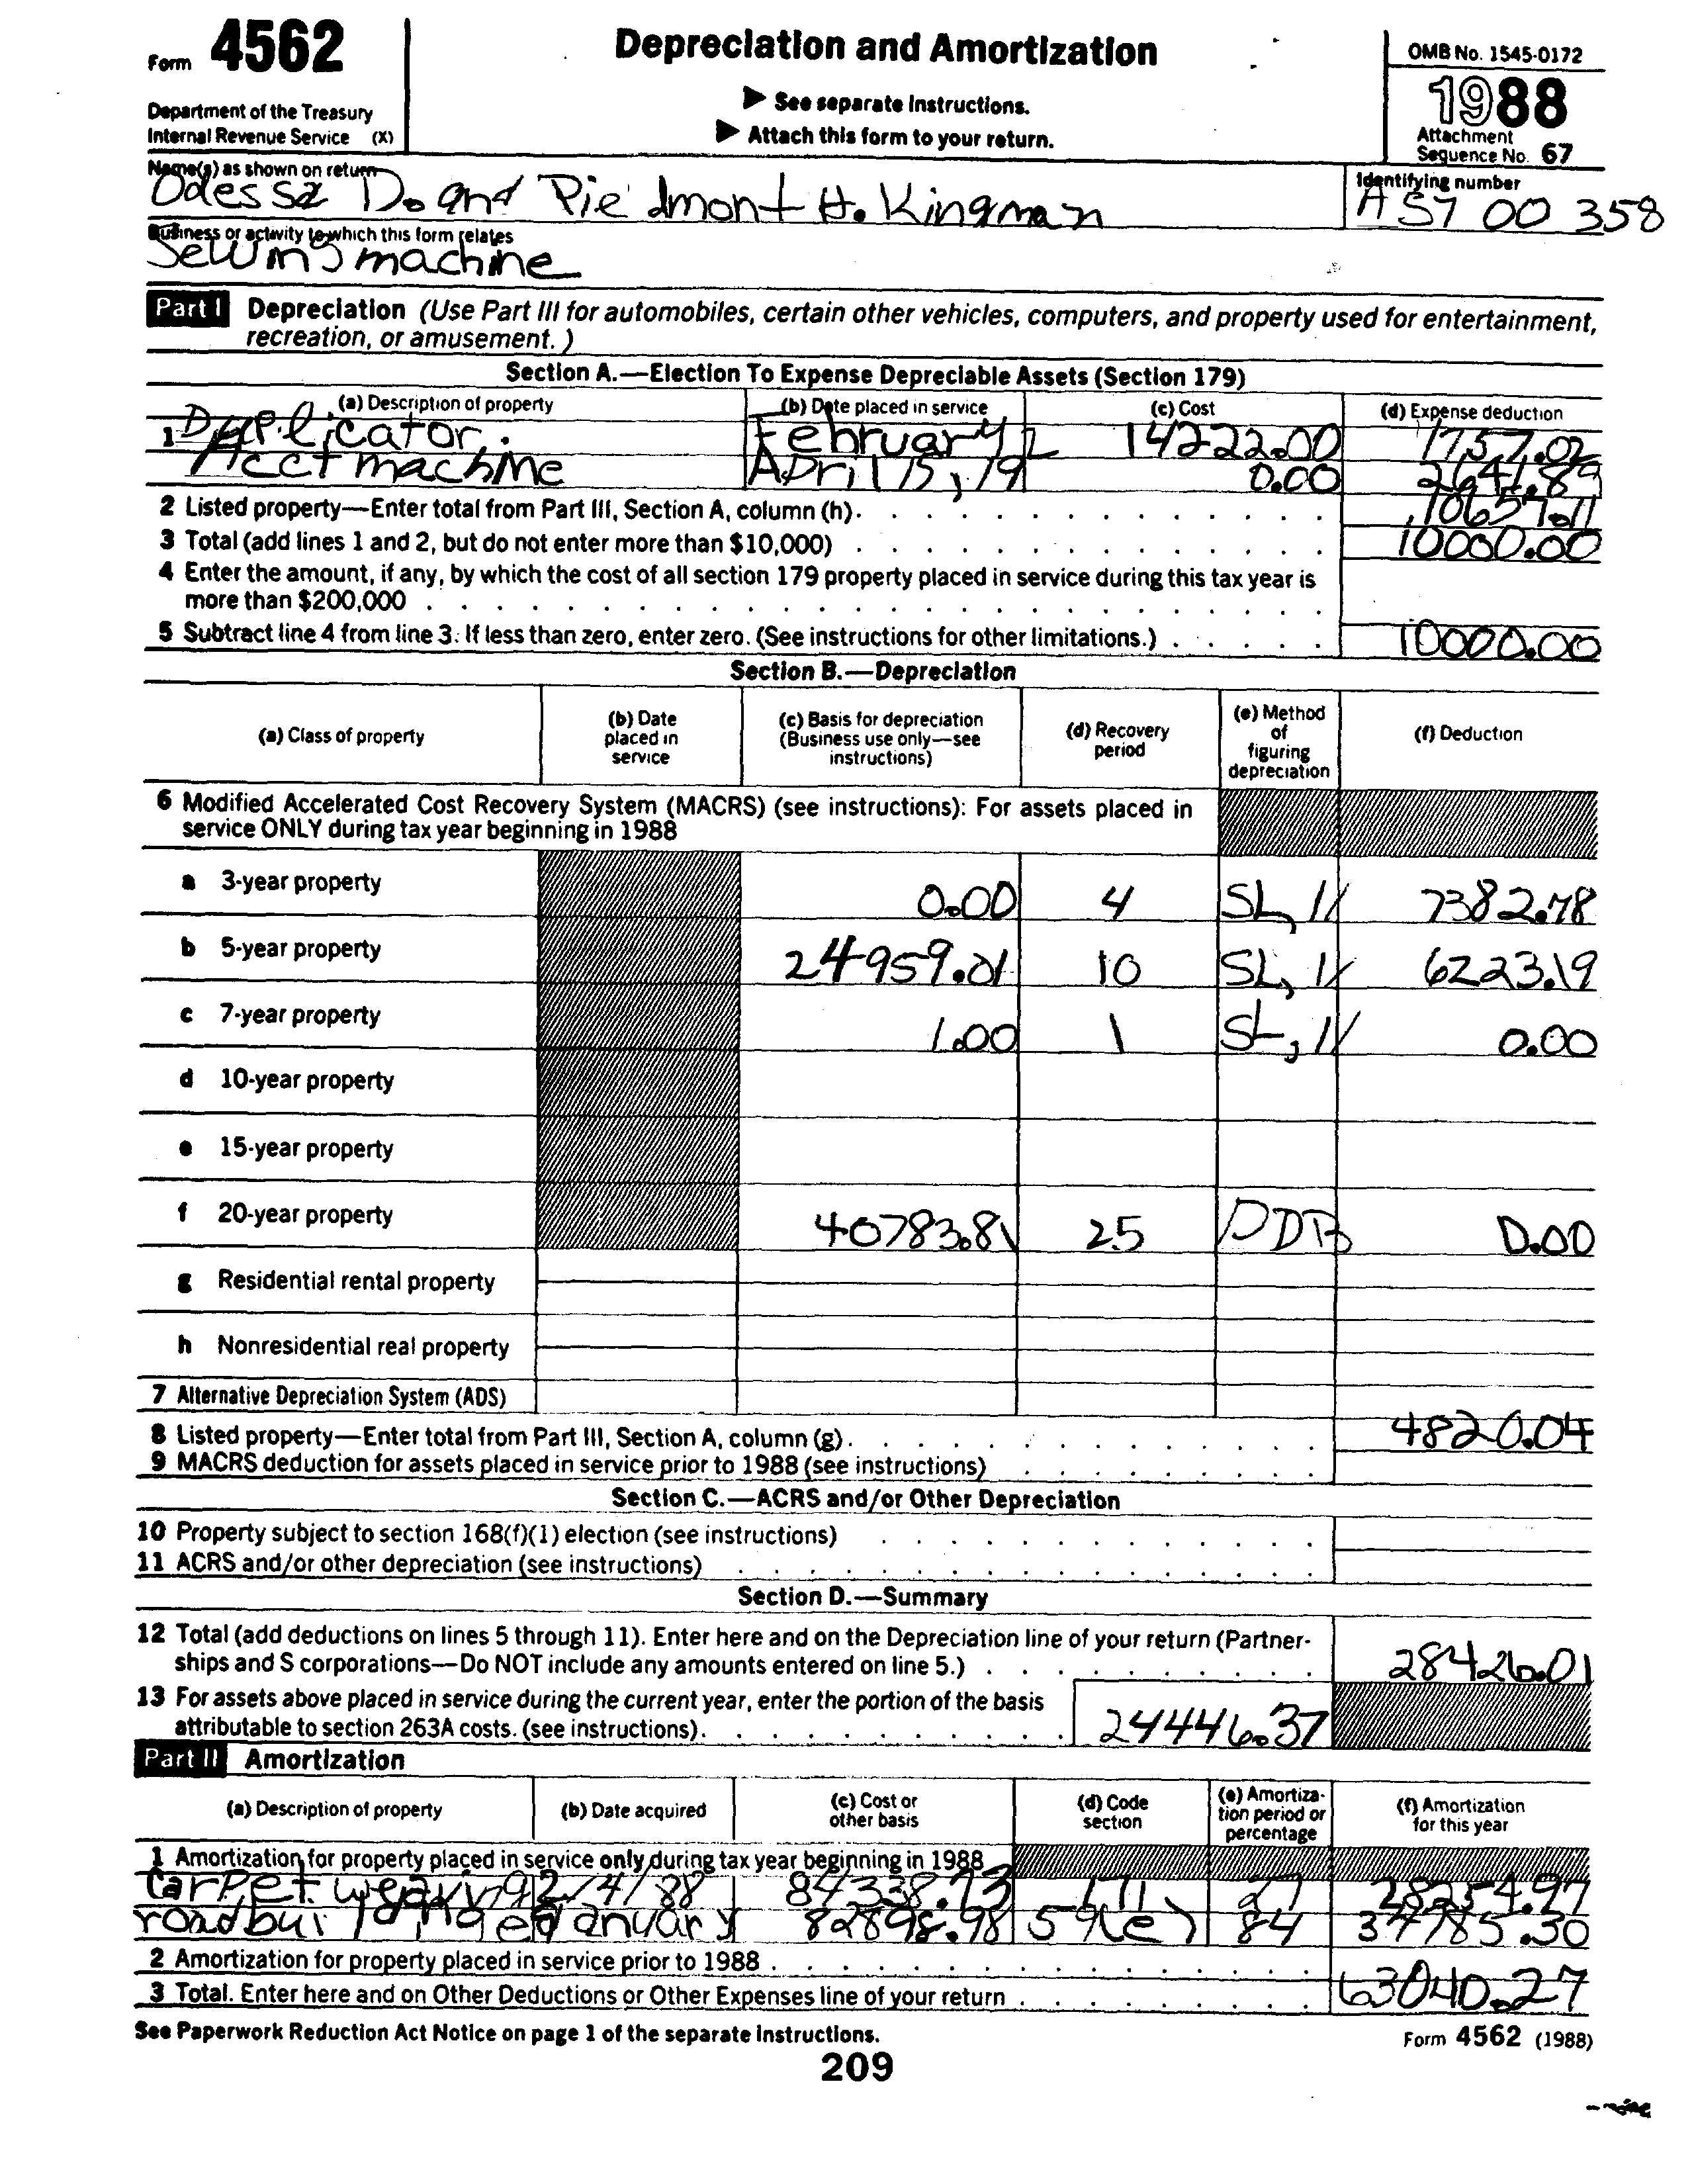 Form 4562
Depreciation and Amortization
OMB No. 1545-0172
1988
Department of the Treasury
Internal Revenue Service (X)
▶ See separate Instructions.
▶ Attach this form to your return.
Attachment
Sequence No. 67
Name(s) as shown on return
Identifying number
Odessa D. and Piedmont H. Kingman
A ST 00 358
Business or activity to which this form relates
Sewing machine
Part I Depreciation (Use Part III for automobiles, certain other vehicles, computers, and property used for entertainment,
recreation, or amusement.)
Section A.—Election To Expense Depreciable Assets (Section 179)
(a) Description of property (b) Date placed in service (c) Cost (d) Expense deduction
1 Duplicator February 14222.00 1757.02
Acct machine April 15, 19 0.00 2641.89
2 Listed property—Enter total from Part III, Section A, column (h). 10657.11
3 Total (add lines 1 and 2, but do not enter more than $10,000) 10000.00
4 Enter the amount, if any, by which the cost of all section 179 property placed in service during this tax year is
more than $200,000
5 Subtract line 4 from line 3. If less than zero, enter zero. (See instructions for other limitations.) 10000.00
Section B.—Depreciation
(a) Class of property
(b) Date placed in service
(c) Basis for depreciation (Business use only—see instructions)
(d) Recovery period
(e) Method of figuring depreciation
(f) Deduction
6 Modified Accelerated Cost Recovery System (MACRS) (see instructions): For assets placed in
service ONLY during tax year beginning in 1988
a 3-year property 0.00 4 SL, 7382.78
b 5-year property 24959.01 10 SL, 6223.19
c 7-year property 1.00 1 SL, 0.00
d 10-year property
e 15-year property
f 20-year property 40783.81 25 DDB 0.00
g Residential rental property
h Nonresidential real property
7 Alternative Depreciation System (ADS)
8 Listed property—Enter total from Part III, Section A, column (g). 4820.04
9 MACRS deduction for assets placed in service prior to 1988 (see instructions)
Section C.—ACRS and/or Other Depreciation
10 Property subject to section 168(f)(1) election (see instructions)
11 ACRS and/or other depreciation (see instructions)
Section D.—Summary
12 Total (add deductions on lines 5 through 11). Enter here and on the Depreciation line of your return (Partner-
ships and S corporations—Do NOT include any amounts entered on line 5.) 28426.01
13 For assets above placed in service during the current year, enter the portion of the basis
attributable to section 263A costs. (see instructions). 24446.37
Part II Amortization
(a) Description of property
(b) Date acquired
(c) Cost or other basis
(d) Code section
(e) Amortization period or percentage
(f) Amortization for this year
1 Amortization for property placed in service only during tax year beginning in 1988
Carpet weaving 2/4/88 84338.73 171 27 28254.97
road building January 82898.98 59(e) 84 34785.30
2 Amortization for property placed in service prior to 1988
3 Total. Enter here and on Other Deductions or Other Expenses line of your return 63040.27
See Paperwork Reduction Act Notice on page 1 of the separate Instructions.
Form 4562 (1988)
209